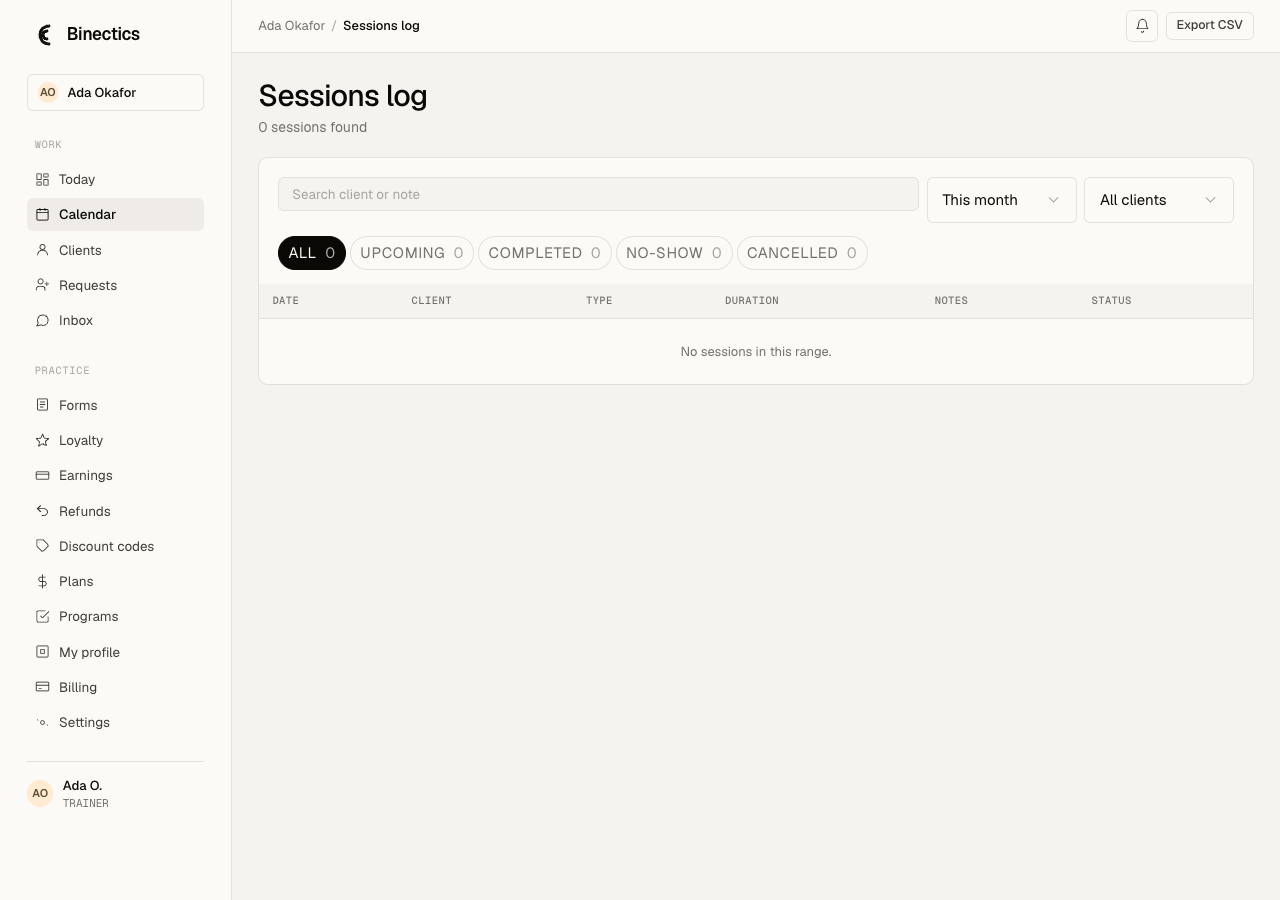 Binectics
AO Ada Okafor
WORK
Today
Calendar
Clients
Requests
Inbox
PRACTICE
Forms
Loyalty
Earnings
Refunds
Discount codes
Plans
Programs
My profile
Billing
Settings
AO Ada O.
TRAINER
Ada Okafor / Sessions log
Export CSV
Sessions log
0 sessions found
Search client or note
This month
All clients
ALL 0 UPCOMING 0 COMPLETED 0 NO-SHOW 0 CANCELLED 0
DATE CLIENT TYPE DURATION NOTES STATUS
No sessions in this range.